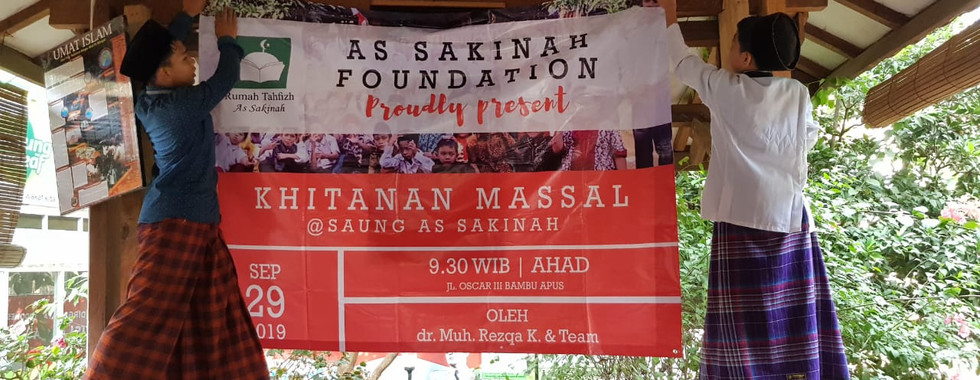 UMAT ISLAM
Rumah Tahfizh
As Sakinah
AS SAKINAH
FOUNDATION
Proudly present
KHITANAN MASSAL
@SAUNG AS SAKINAH
SEP
29
2019
9.30 WIB | AHAD
JL. OSCAR III BAMBU APUS
OLEH
dr. Muh. Rezqa K. & Team